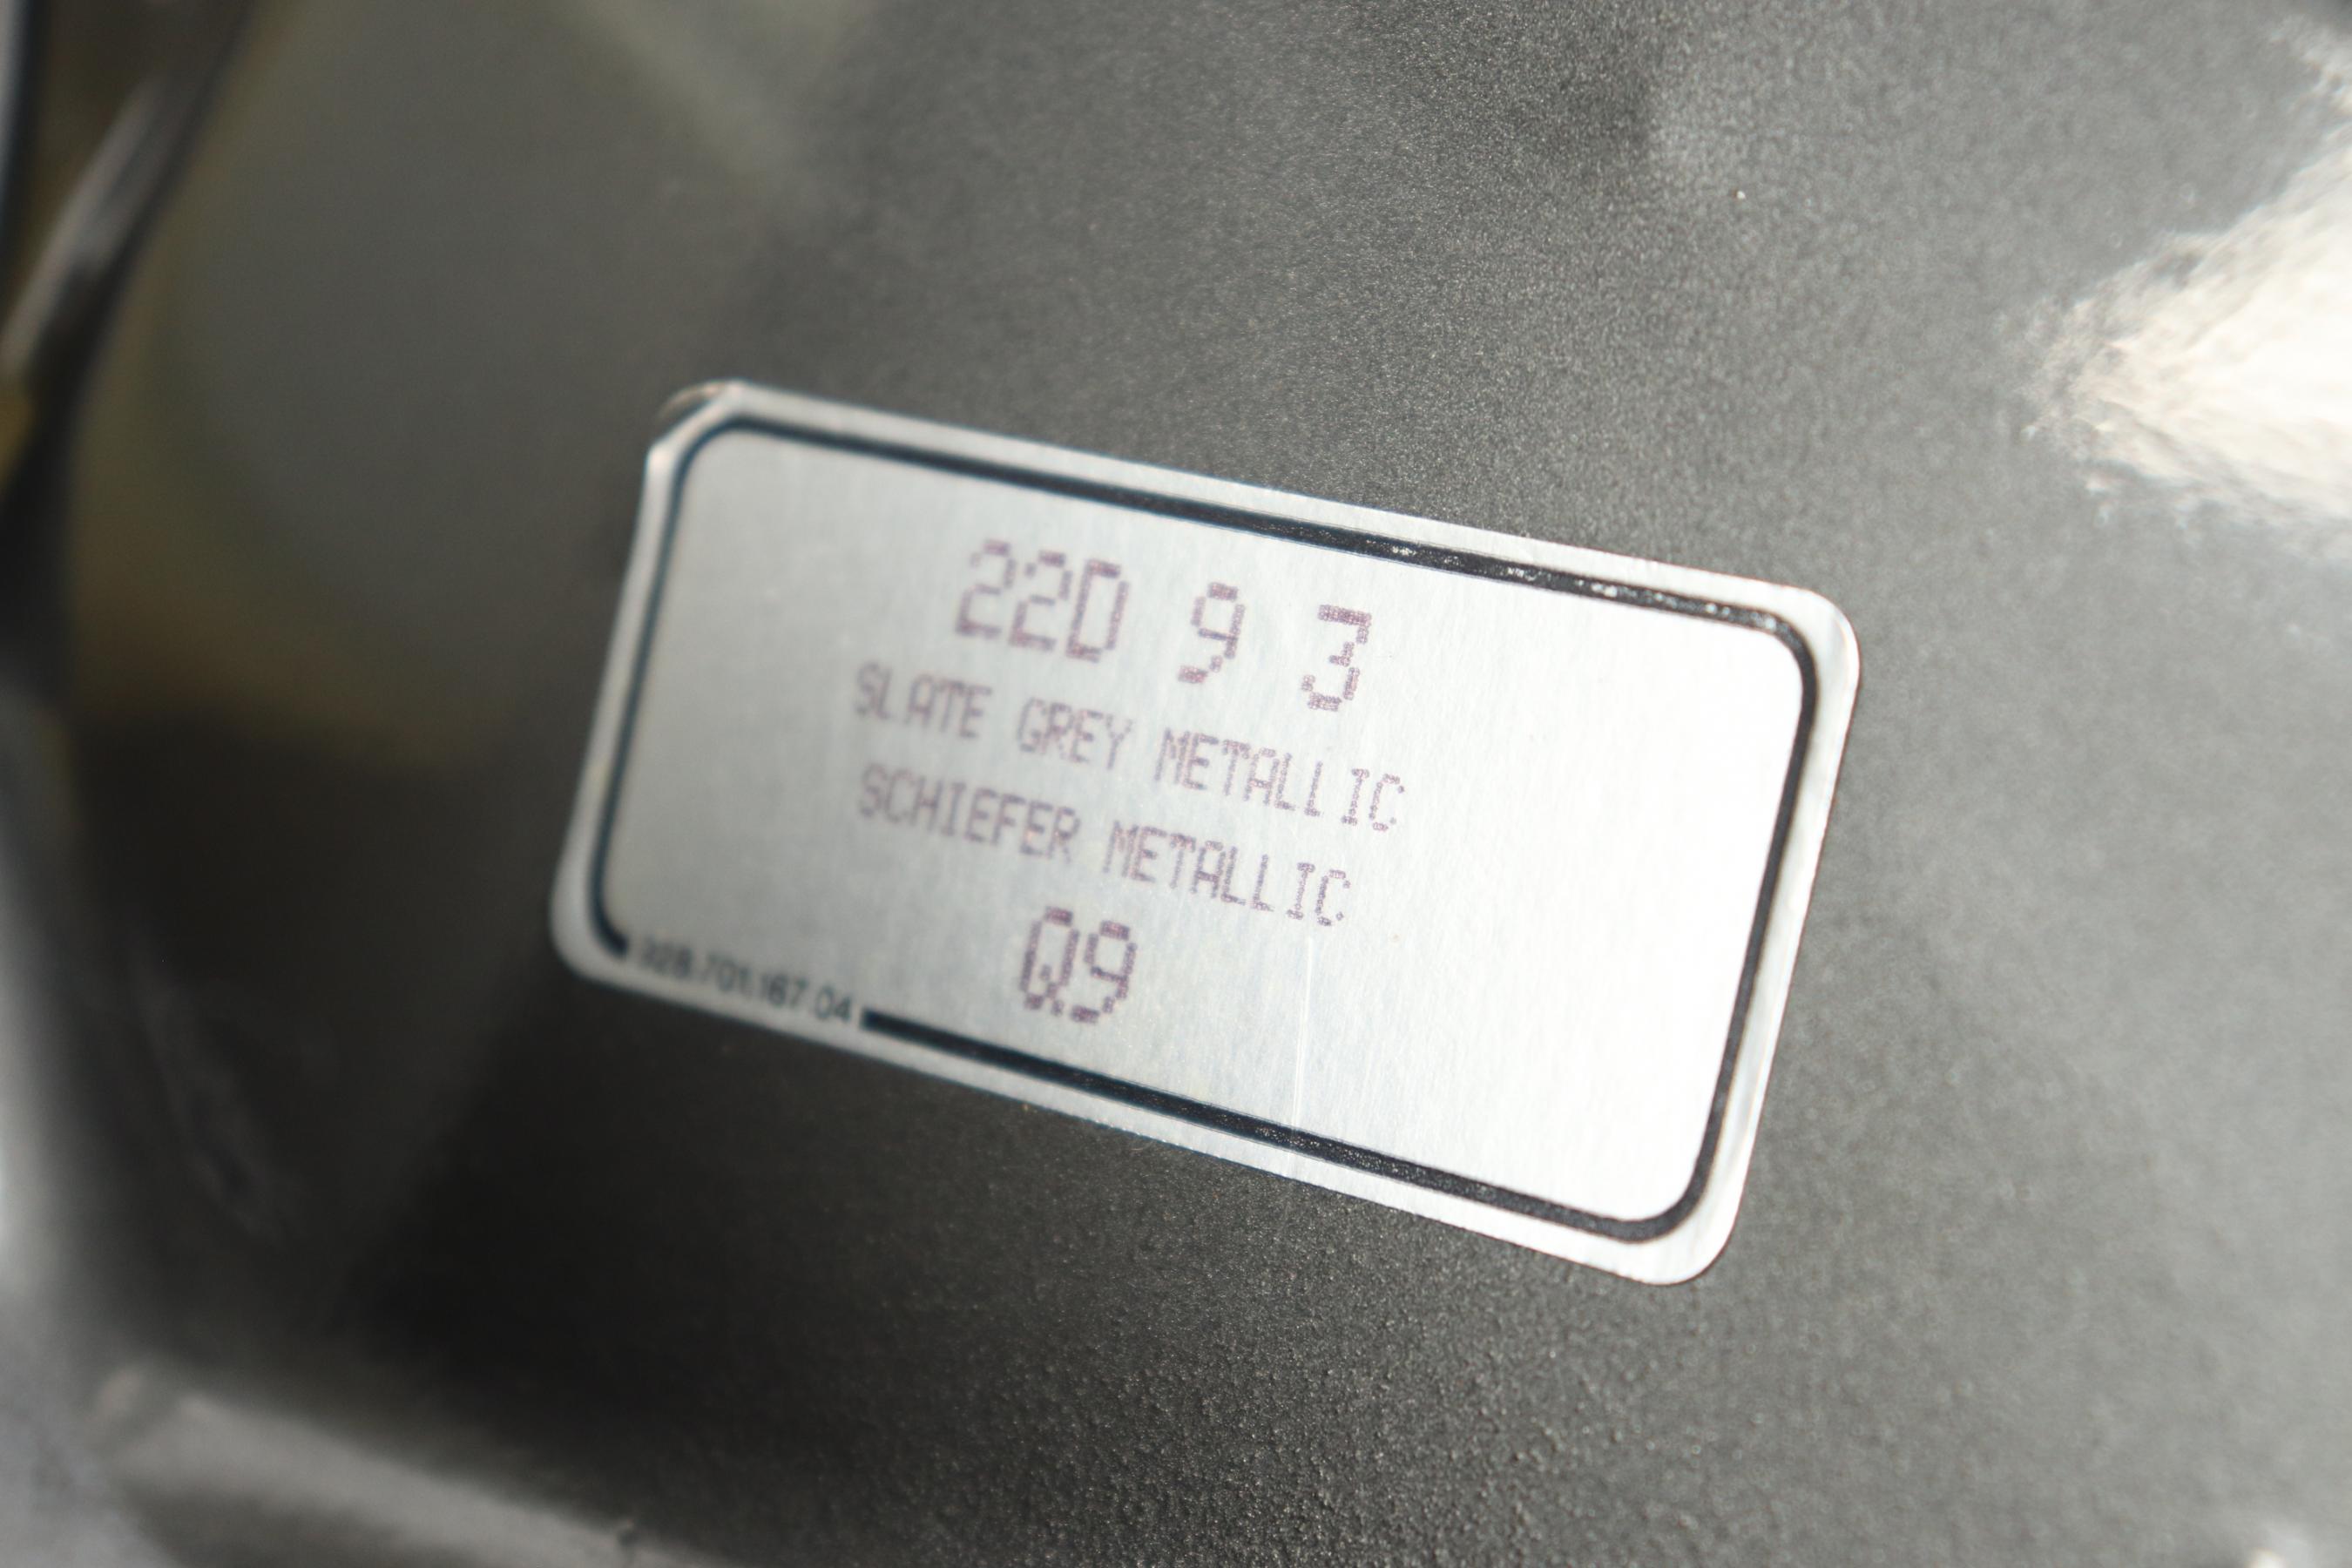 22D 9 3
SLATE GREY METALLIC
SCHIEFER METALLIC
Q9
928.701.167.04